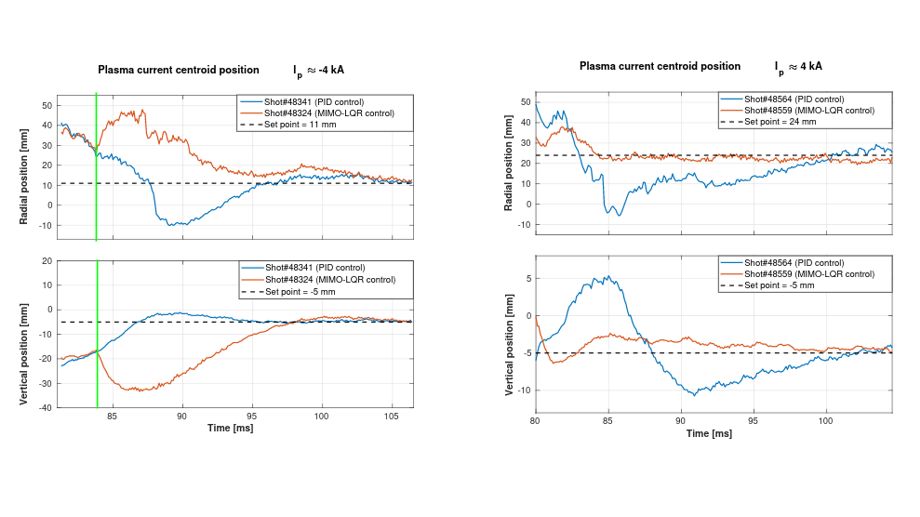 Plasma current centroid position Ip ≈ -4 kA
Shot#48341 (PID control)
Shot#48324 (MIMO-LQR control)
Set point = 11 mm
Radial position [mm]
50
40
30
20
10
0
-10
Shot#48341 (PID control)
Shot#48324 (MIMO-LQR control)
Set point = -5 mm
Vertical position [mm]
20
10
0
-10
-20
-30
-40
85 90 95 100 105
Time [ms]
Plasma current centroid position Ip ≈ 4 kA
Shot#48564 (PID control)
Shot#48559 (MIMO-LQR control)
Set point = 24 mm
Radial position [mm]
50
40
30
20
10
0
-10
Shot#48564 (PID control)
Shot#48559 (MIMO-LQR control)
Set point = -5 mm
Vertical position [mm]
5
0
-5
-10
80 85 90 95 100
Time [ms]